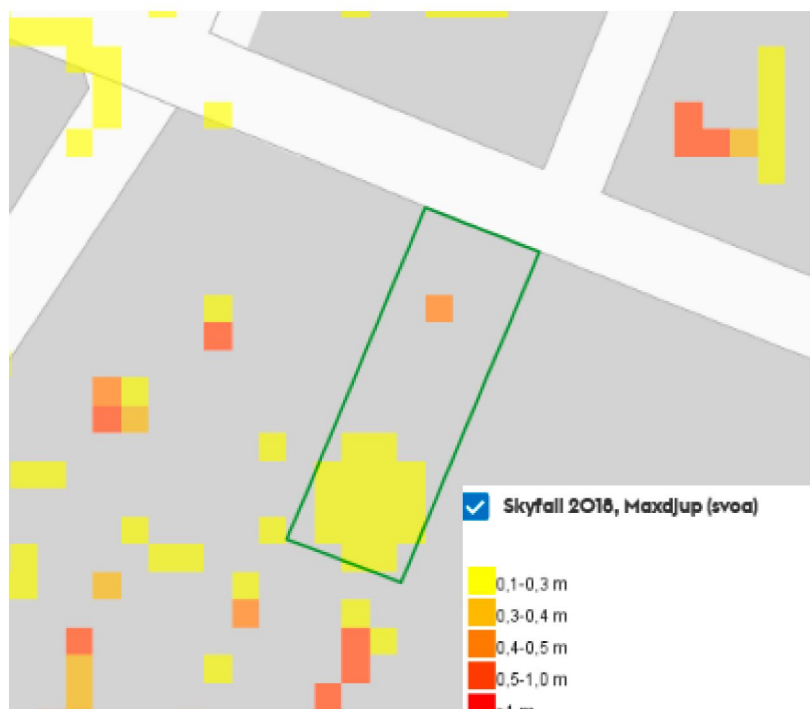 Skyfall 2018, Maxdjup (svoa)
0,1-0,3 m
0,3-0,4 m
0,4-0,5 m
0,5-1,0 m